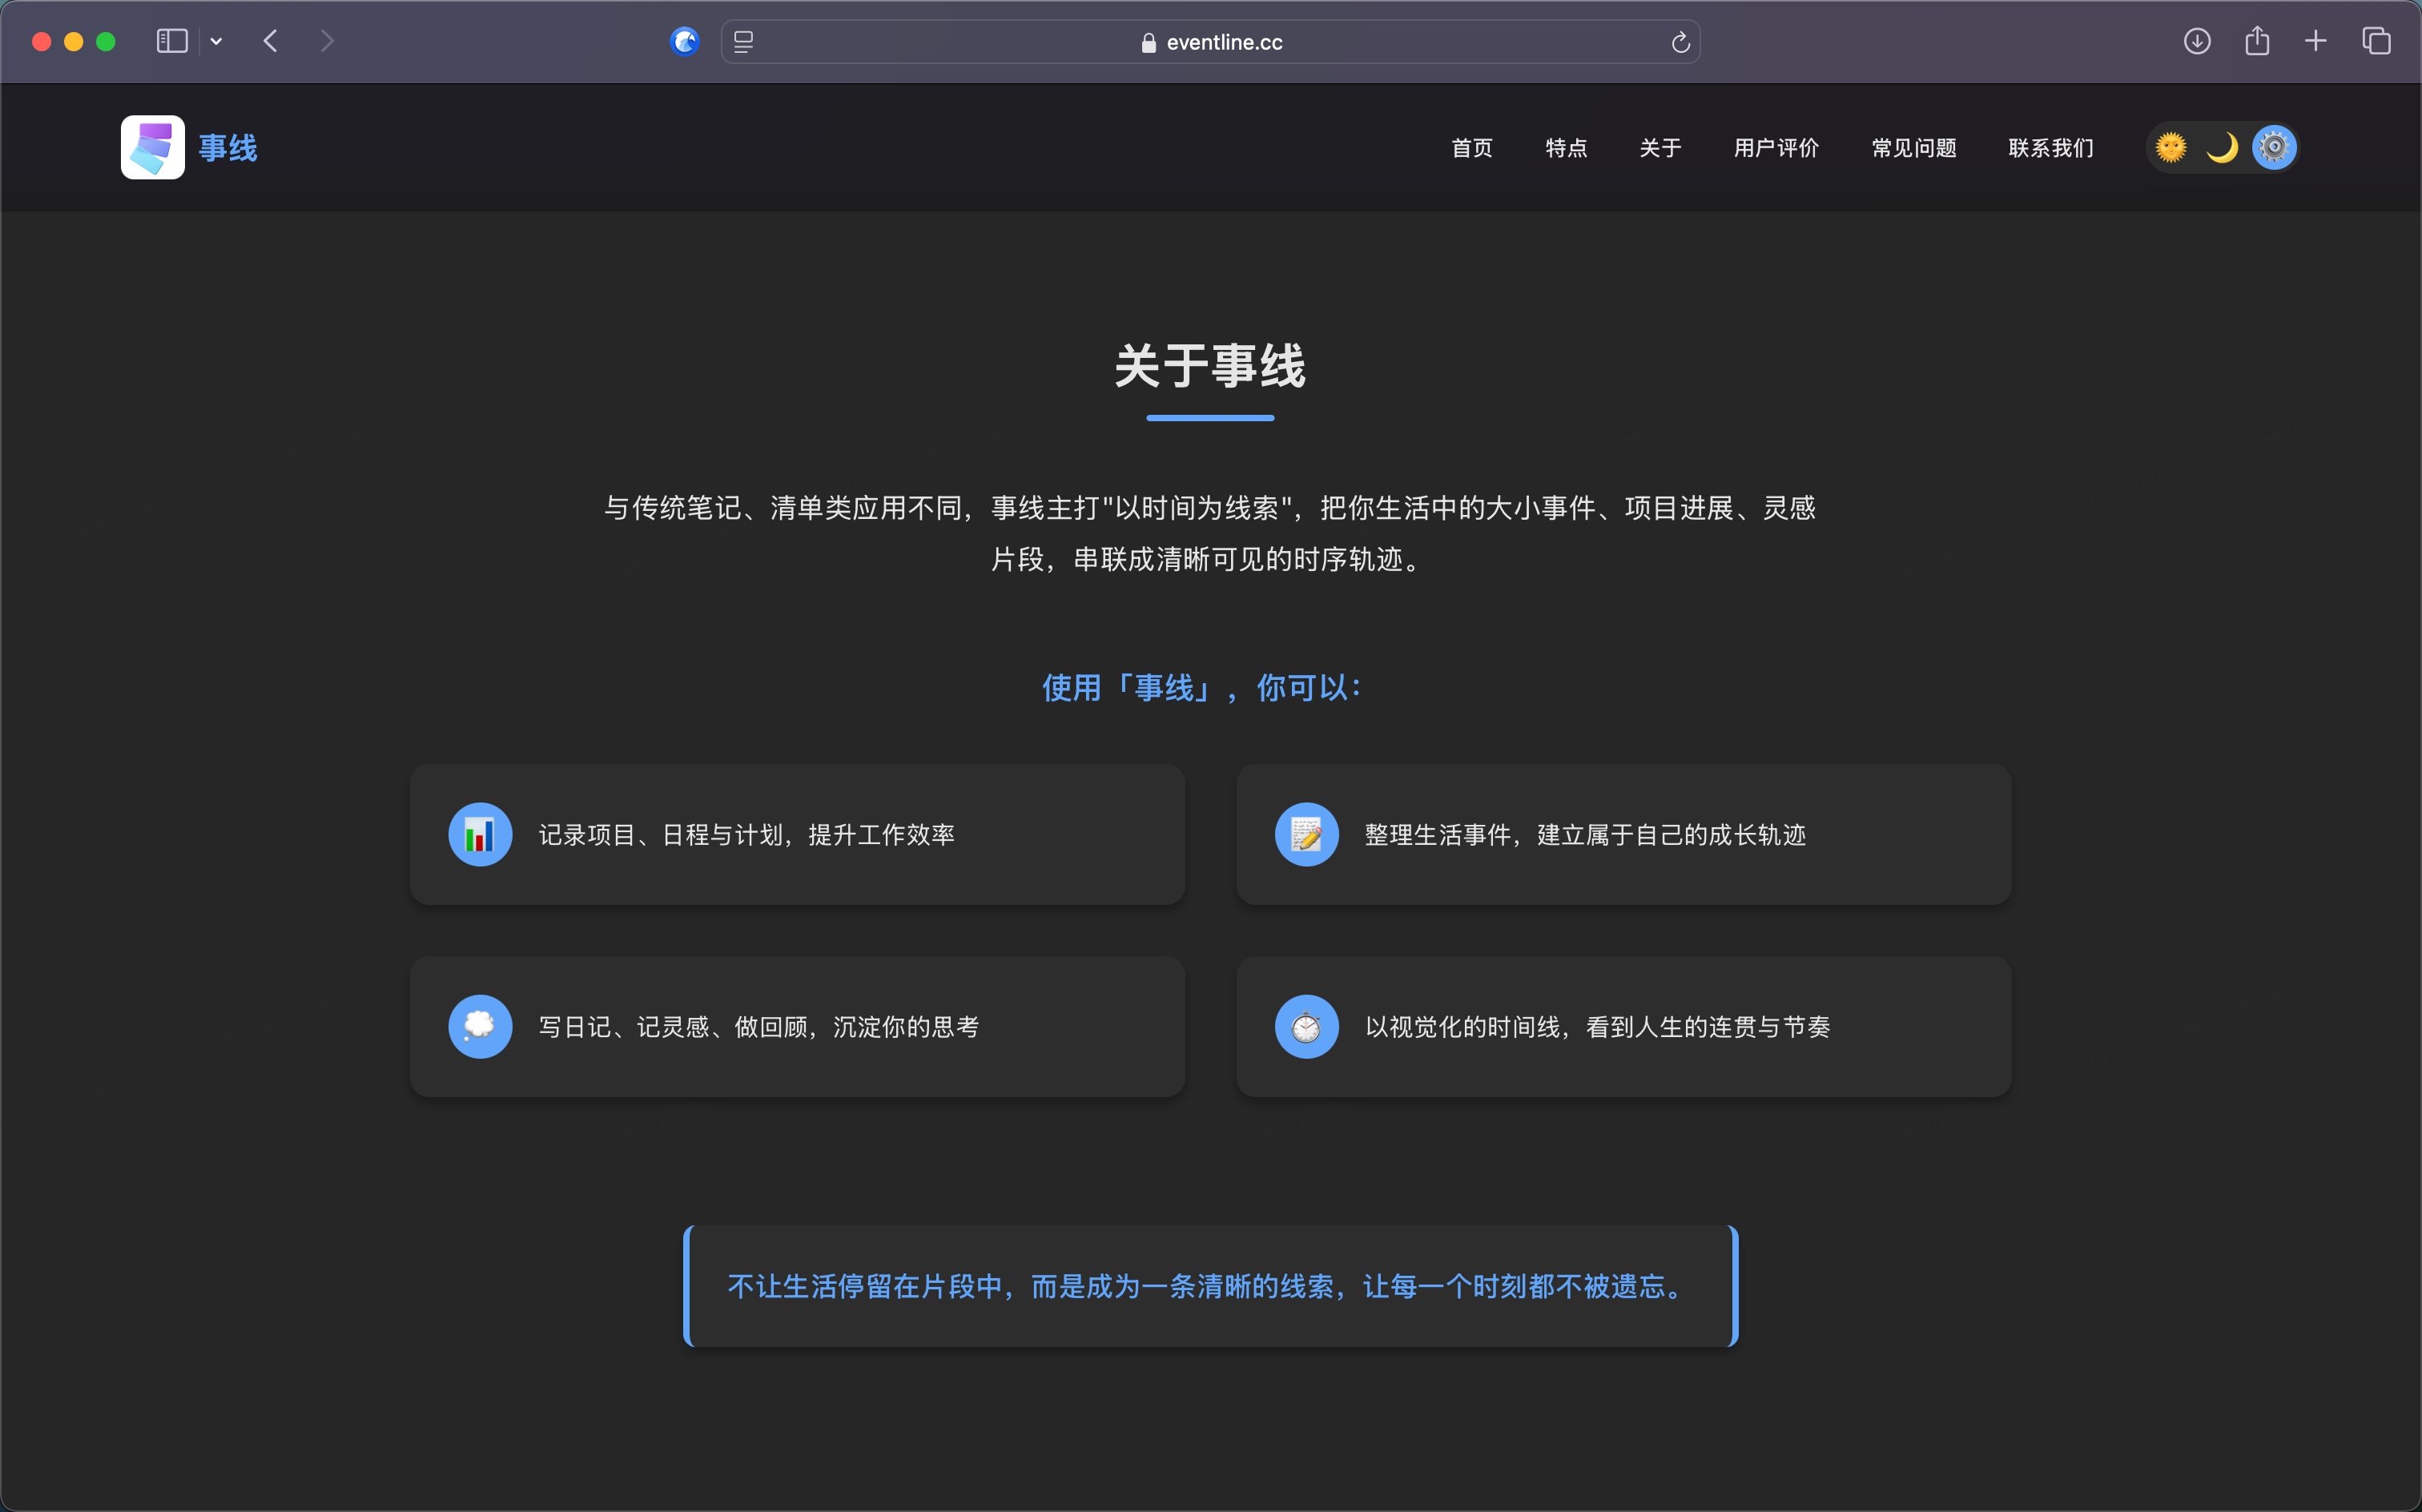 eventline.cc
事线
首页 特点 关于 用户评价 常见问题 联系我们
关于事线
与传统笔记、清单类应用不同，事线主打"以时间为线索"，把你生活中的大小事件、项目进展、灵感
片段，串联成清晰可见的时序轨迹。
使用「事线」，你可以：
记录项目、日程与计划，提升工作效率
整理生活事件，建立属于自己的成长轨迹
写日记、记灵感、做回顾，沉淀你的思考
以视觉化的时间线，看到人生的连贯与节奏
不让生活停留在片段中，而是成为一条清晰的线索，让每一个时刻都不被遗忘。